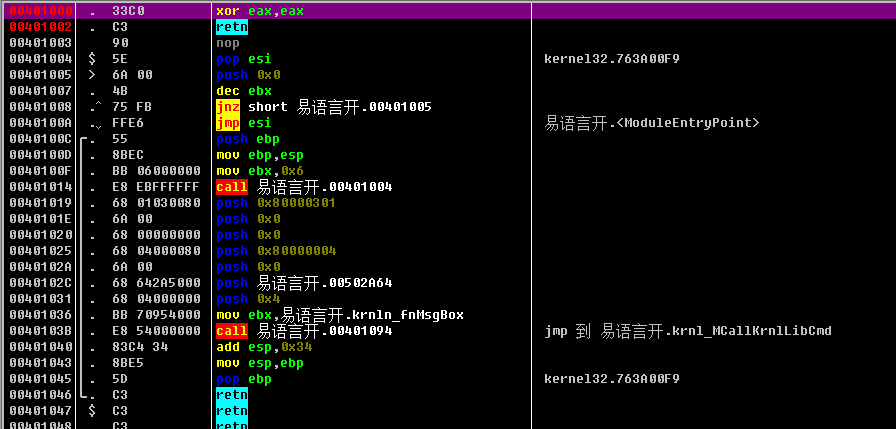 00401000 . 33C0 xor eax,eax
00401002 . C3 retn
00401003 90 nop
00401004 $ 5E pop esi kernel32.763A00F9
00401005 > 6A 00 push 0x0
00401007 . 4B dec ebx
00401008 .^ 75 FB jnz short 易语言开.00401005
0040100A .v FFE6 jmp esi 易语言开.<ModuleEntryPoint>
0040100C . 55 push ebp
0040100D . 8BEC mov ebp,esp
0040100F . BB 06000000 mov ebx,0x6
00401014 . E8 EBFFFFFF call 易语言开.00401004
00401019 . 68 01030080 push 0x80000301
0040101E . 6A 00 push 0x0
00401020 . 68 00000000 push 0x0
00401025 . 68 04000080 push 0x80000004
0040102A . 6A 00 push 0x0
0040102C . 68 642A5000 push 易语言开.00502A64
00401031 . 68 04000000 push 0x4
00401036 . BB 70954000 mov ebx,易语言开.krnln_fnMsgBox
0040103B . E8 54000000 call 易语言开.00401094 jmp 到 易语言开.krnl_MCallKrnlLibCmd
00401040 . 83C4 34 add esp,0x34
00401043 . 8BE5 mov esp,ebp
00401045 . 5D pop ebp kernel32.763A00F9
00401046 . C3 retn
00401047 $ C3 retn
00401048 . C3 retn